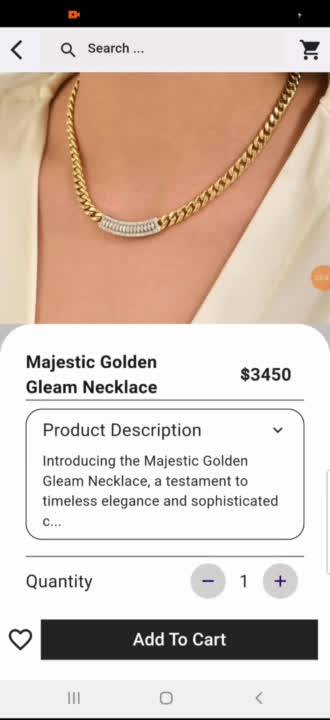 Search ...
Majestic Golden
Gleam Necklace
$3450
Product Description
Introducing the Majestic Golden
Gleam Necklace, a testament to
timeless elegance and sophisticated
c...
Quantity
1
Add To Cart